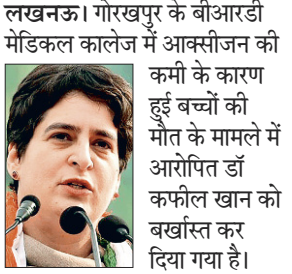 लखनऊ। गोरखपुर के बीआरडी
मेडिकल कालेज में आक्सीजन की
कमी के कारण
हुई बच्चों की
मौत के मामले में
आरोपित डॉ
कफील खान को
बर्खास्त कर
दिया गया है।